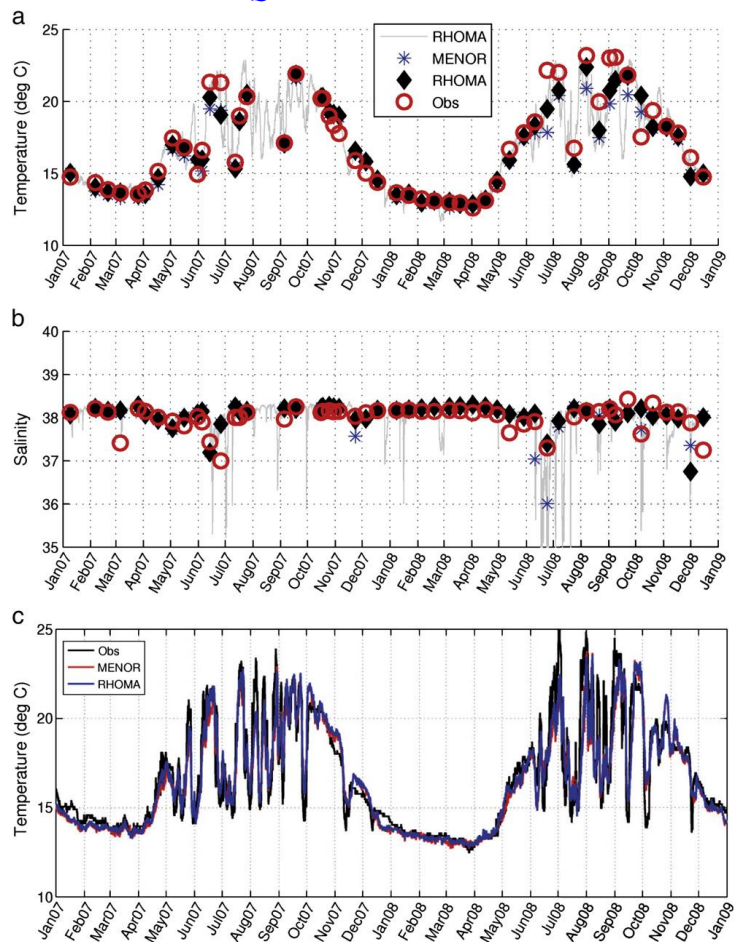 a
25
20
15
10
Temperature (deg C)
RHOMA
MENOR
RHOMA
Obs
Jan07 Feb07 Mar07 Apr07 May07 Jun07 Jul07 Aug07 Sep07 Oct07 Nov07 Dec07 Jan08 Feb08 Mar08 Apr08 May08 Jun08 Jul08 Aug08 Sep08 Oct08 Nov08 Dec08 Jan09
b
40
39
38
37
36
35
Salinity
Jan07 Feb07 Mar07 Apr07 May07 Jun07 Jul07 Aug07 Sep07 Oct07 Nov07 Dec07 Jan08 Feb08 Mar08 Apr08 May08 Jun08 Jul08 Aug08 Sep08 Oct08 Nov08 Dec08 Jan09
c
25
20
15
10
Temperature (deg C)
Obs
MENOR
RHOMA
Jan07 Feb07 Mar07 Apr07 May07 Jun07 Jul07 Aug07 Sep07 Oct07 Nov07 Dec07 Jan08 Feb08 Mar08 Apr08 May08 Jun08 Jul08 Aug08 Sep08 Oct08 Nov08 Dec08 Jan09